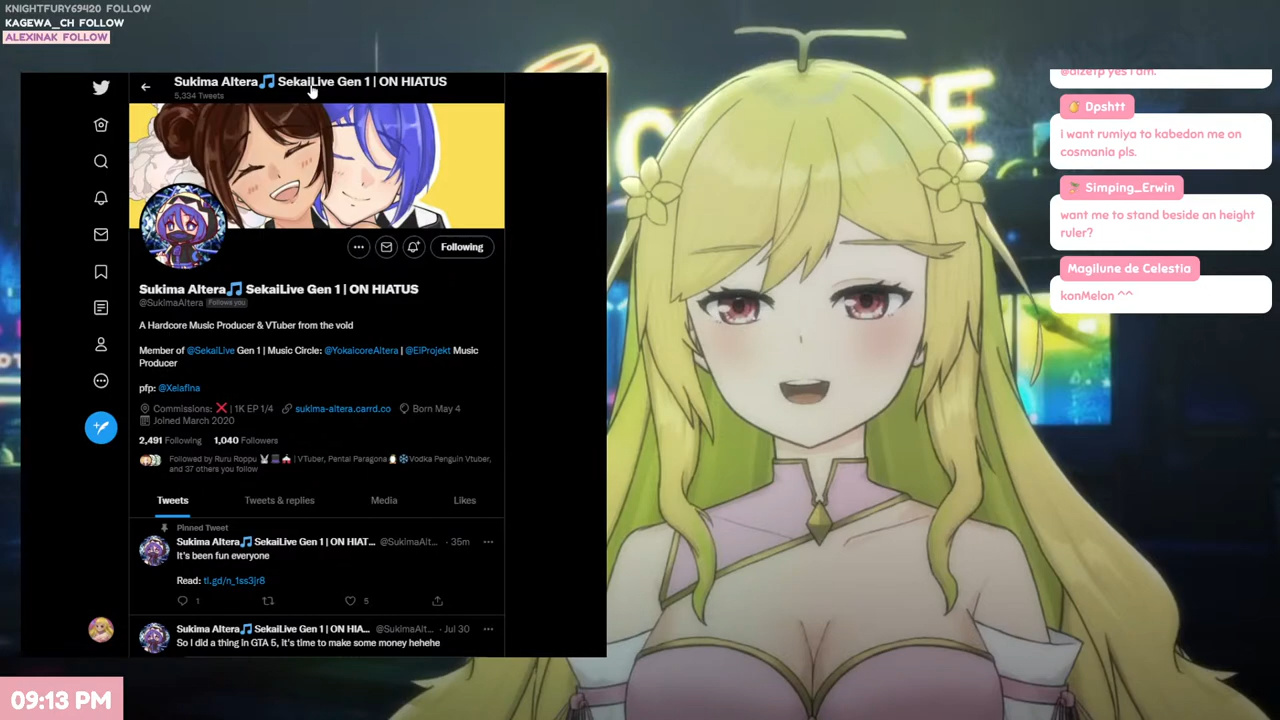 KNIGHTFURY69420 FOLLOW
KAGEWA_CH FOLLOW
ALEXINAK FOLLOW
Sukima Altera🎵 SekaiLive Gen 1 | ON HIATUS
5,334 Tweets
Following
Sukima Altera🎵 SekaiLive Gen 1 | ON HIATUS
@SukimaAltera Follows you
A Hardcore Music Producer & VTuber from the void
Member of @SekaiLive Gen 1 | Music Circle: @YokaicoreAltera | @EiProjekt Music
Producer
pfp: @Xelafina
Commissions: ❌ | 1K EP 1/4 sukima-altera.carrd.co Born May 4
Joined March 2020
2,491 Following 1,040 Followers
Followed by Ruru Roppu | VTuber, Pental Paragona ❄Vodka Penguin Vtuber,
and 37 others you follow
Tweets Tweets & replies Media Likes
Pinned Tweet
Sukima Altera🎵 SekaiLive Gen 1 | ON HIAT... @SukimaAlt... · 35m
It's been fun everyone
Read: tl.gd/n_1ss3jr8
1 5
Sukima Altera🎵 SekaiLive Gen 1 | ON HIA... @SukimaAlt... · Jul 30
So I did a thing in GTA 5, It's time to make some money hehehe
09:13 PM
yes I am.
Dpshtt
I want rumiya to kabedon me on
cosmania pls.
Simping_Erwin
want me to stand beside an height
ruler?
Magilune de Celestia
konMelon ^^